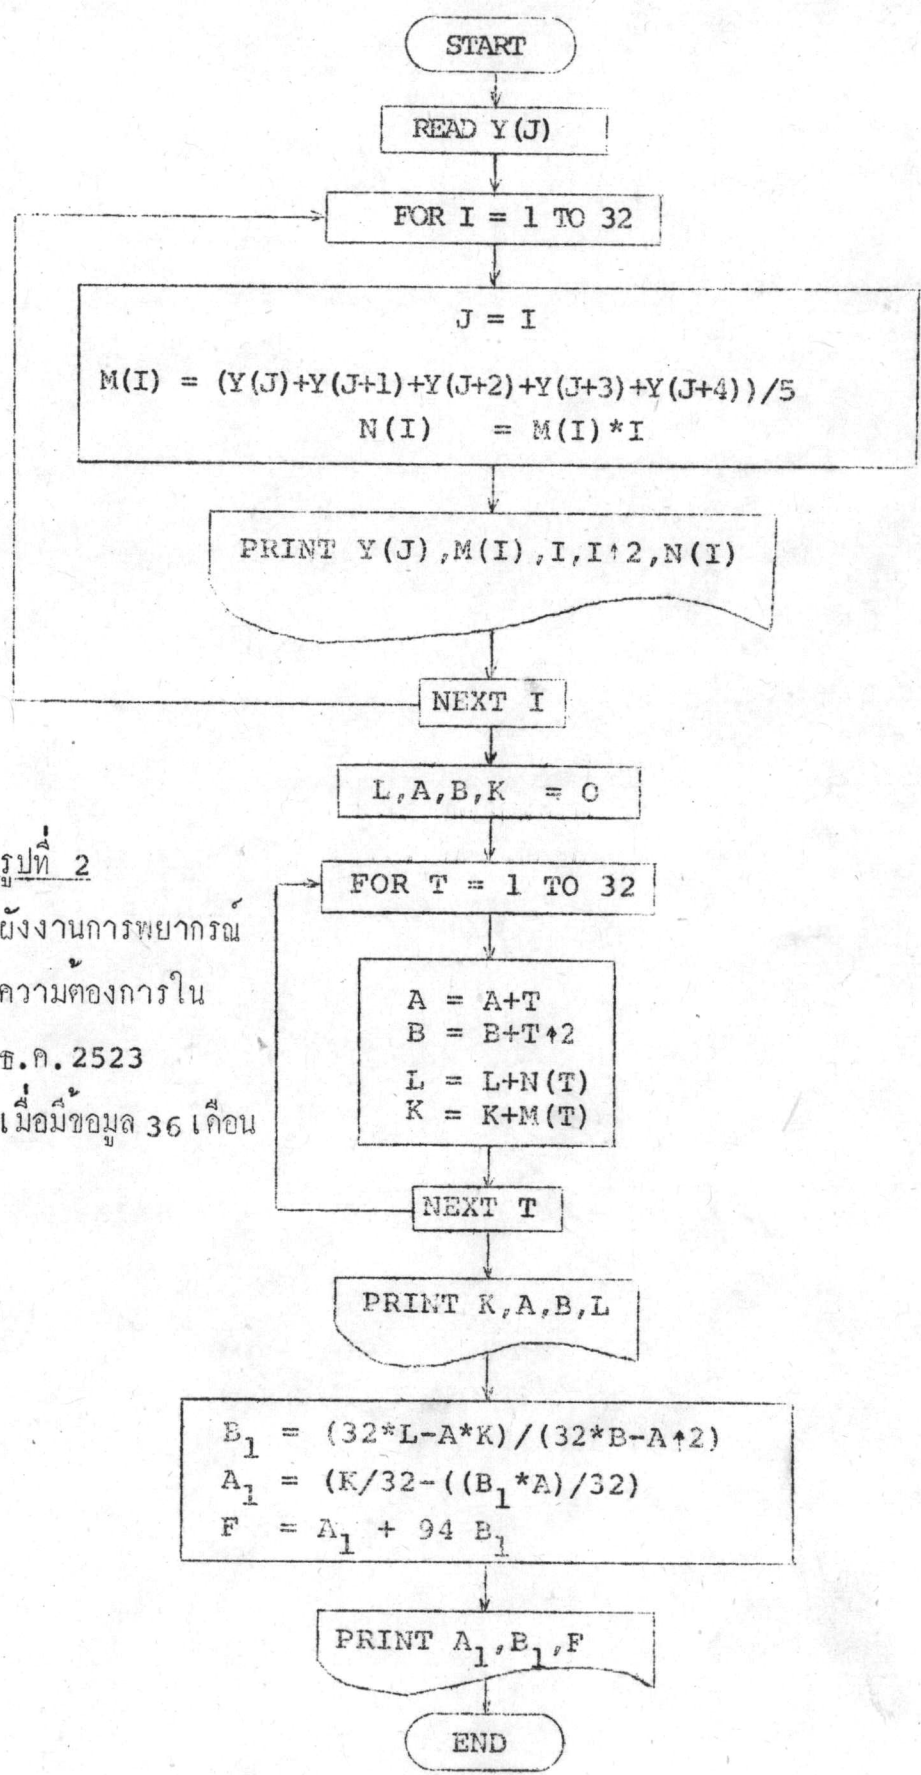 START
READ Y(J)
FOR I = 1 TO 32
J = I
M(I) = (Y(J)+Y(J+1)+Y(J+2)+Y(J+3)+Y(J+4))/5
N(I) = M(I)*I
PRINT Y(J),M(I),I,I↑2,N(I)
NEXT I
L,A,B,K = 0
รูปที่ 2
ผังงานการพยากรณ์
ความต้องการใน
ธ.ค.2523
เมื่อมีข้อมูล 36 เดือน
FOR T = 1 TO 32
A = A+T
B = B+T↑2
L = L+N(T)
K = K+M(T)
NEXT T
PRINT K,A,B,L
B₁ = (32*L-A*K)/(32*B-A↑2)
A₁ = (K/32-((B₁*A)/32)
F = A₁ + 94 B₁
PRINT A₁,B₁,F
END